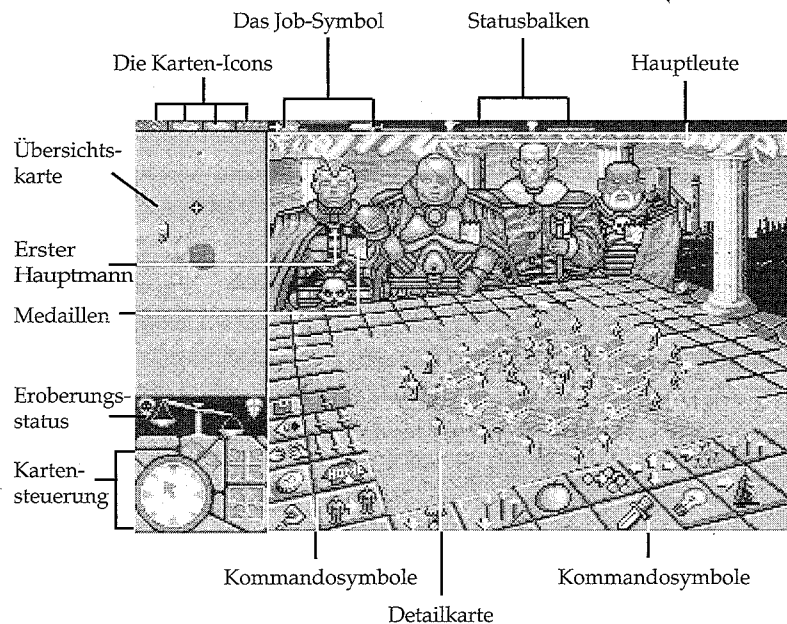 Das Job-Symbol
Statusbalken
Die Karten-Icons
Hauptleute
Übersichts-
karte
Erster
Hauptmann
Medaillen
Eroberungs-
status
Karten-
steuerung
R
Kommandosymbole
Kommandosymbole
Detailkarte